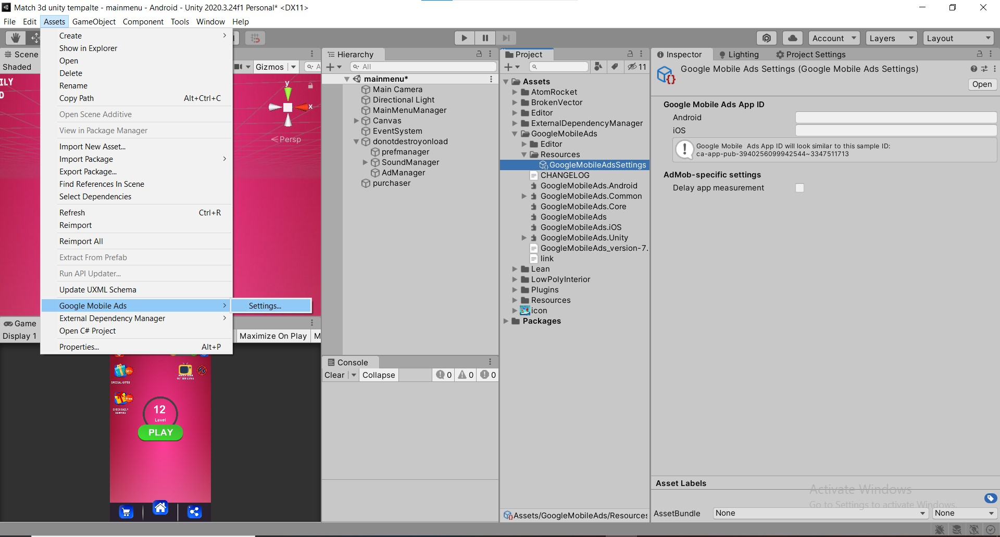 Match 3d unity tempalte - mainmenu - Android - Unity 2020.3.24f1 Personal* <DX11>
File Edit Assets GameObject Component Tools Window Help
Account Layers Layout
Create
Show in Explorer
Open
Delete
Rename
Copy Path Alt+Ctrl+C
Open Scene Additive
View in Package Manager
Import New Asset...
Import Package
Export Package...
Find References In Scene
Select Dependencies
Refresh Ctrl+R
Reimport
Reimport All
Extract From Prefab
Run API Updater...
Update UXML Schema
Google Mobile Ads
Settings...
External Dependency Manager
Open C# Project
Properties... Alt+P
Scene
Shaded
Gizmos
ILY
D
y
x
Persp
Game
Display 1
Maximize On Play
M
SPECIAL OFFER
CHECK DAILY
REWARD
12
Level
PLAY
Hierarchy
All
mainmenu*
Main Camera
Directional Light
MainMenuManager
Canvas
EventSystem
donotdestroyonload
prefmanager
SoundManager
AdManager
purchaser
Console
Clear Collapse 0 0 0
Project
11
Assets
AtomRocket
BrokenVector
Editor
ExternalDependencyManager
GoogleMobileAds
Editor
Resources
GoogleMobileAdsSettings
CHANGELOG
GoogleMobileAds.Android
GoogleMobileAds.Common
GoogleMobileAds.Core
GoogleMobileAds
GoogleMobileAds.iOS
GoogleMobileAds.Unity
GoogleMobileAds_version-7.
link
Lean
LowPolyInterior
Plugins
Resources
icon
Packages
Assets/GoogleMobileAds/Resources
Inspector Lighting Project Settings
Google Mobile Ads Settings (Google Mobile Ads Settings)
Open
Google Mobile Ads App ID
Android
iOS
Google Mobile Ads App ID will look similar to this sample ID:
ca-app-pub-3940256099942544~3347511713
AdMob-specific settings
Delay app measurement
Asset Labels
Activate Windows
Go to Settings to activate Windows.
AssetBundle None None